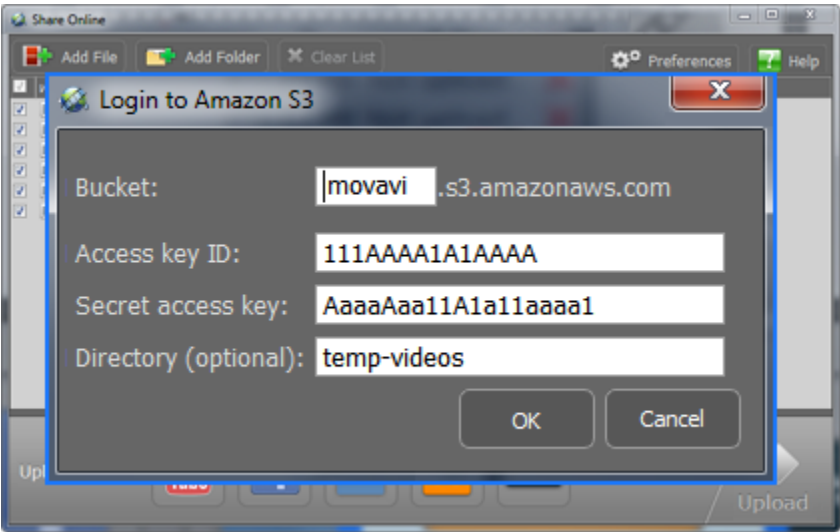 Share Online
Add File Add Folder Clear List Preferences Help
Login to Amazon S3
Bucket: movavi .s3.amazonaws.com
Access key ID: 111AAAA1A1AAAA
Secret access key: AaaaAaa11A1a11aaaa1
Directory (optional): temp-videos
OK Cancel
Upload